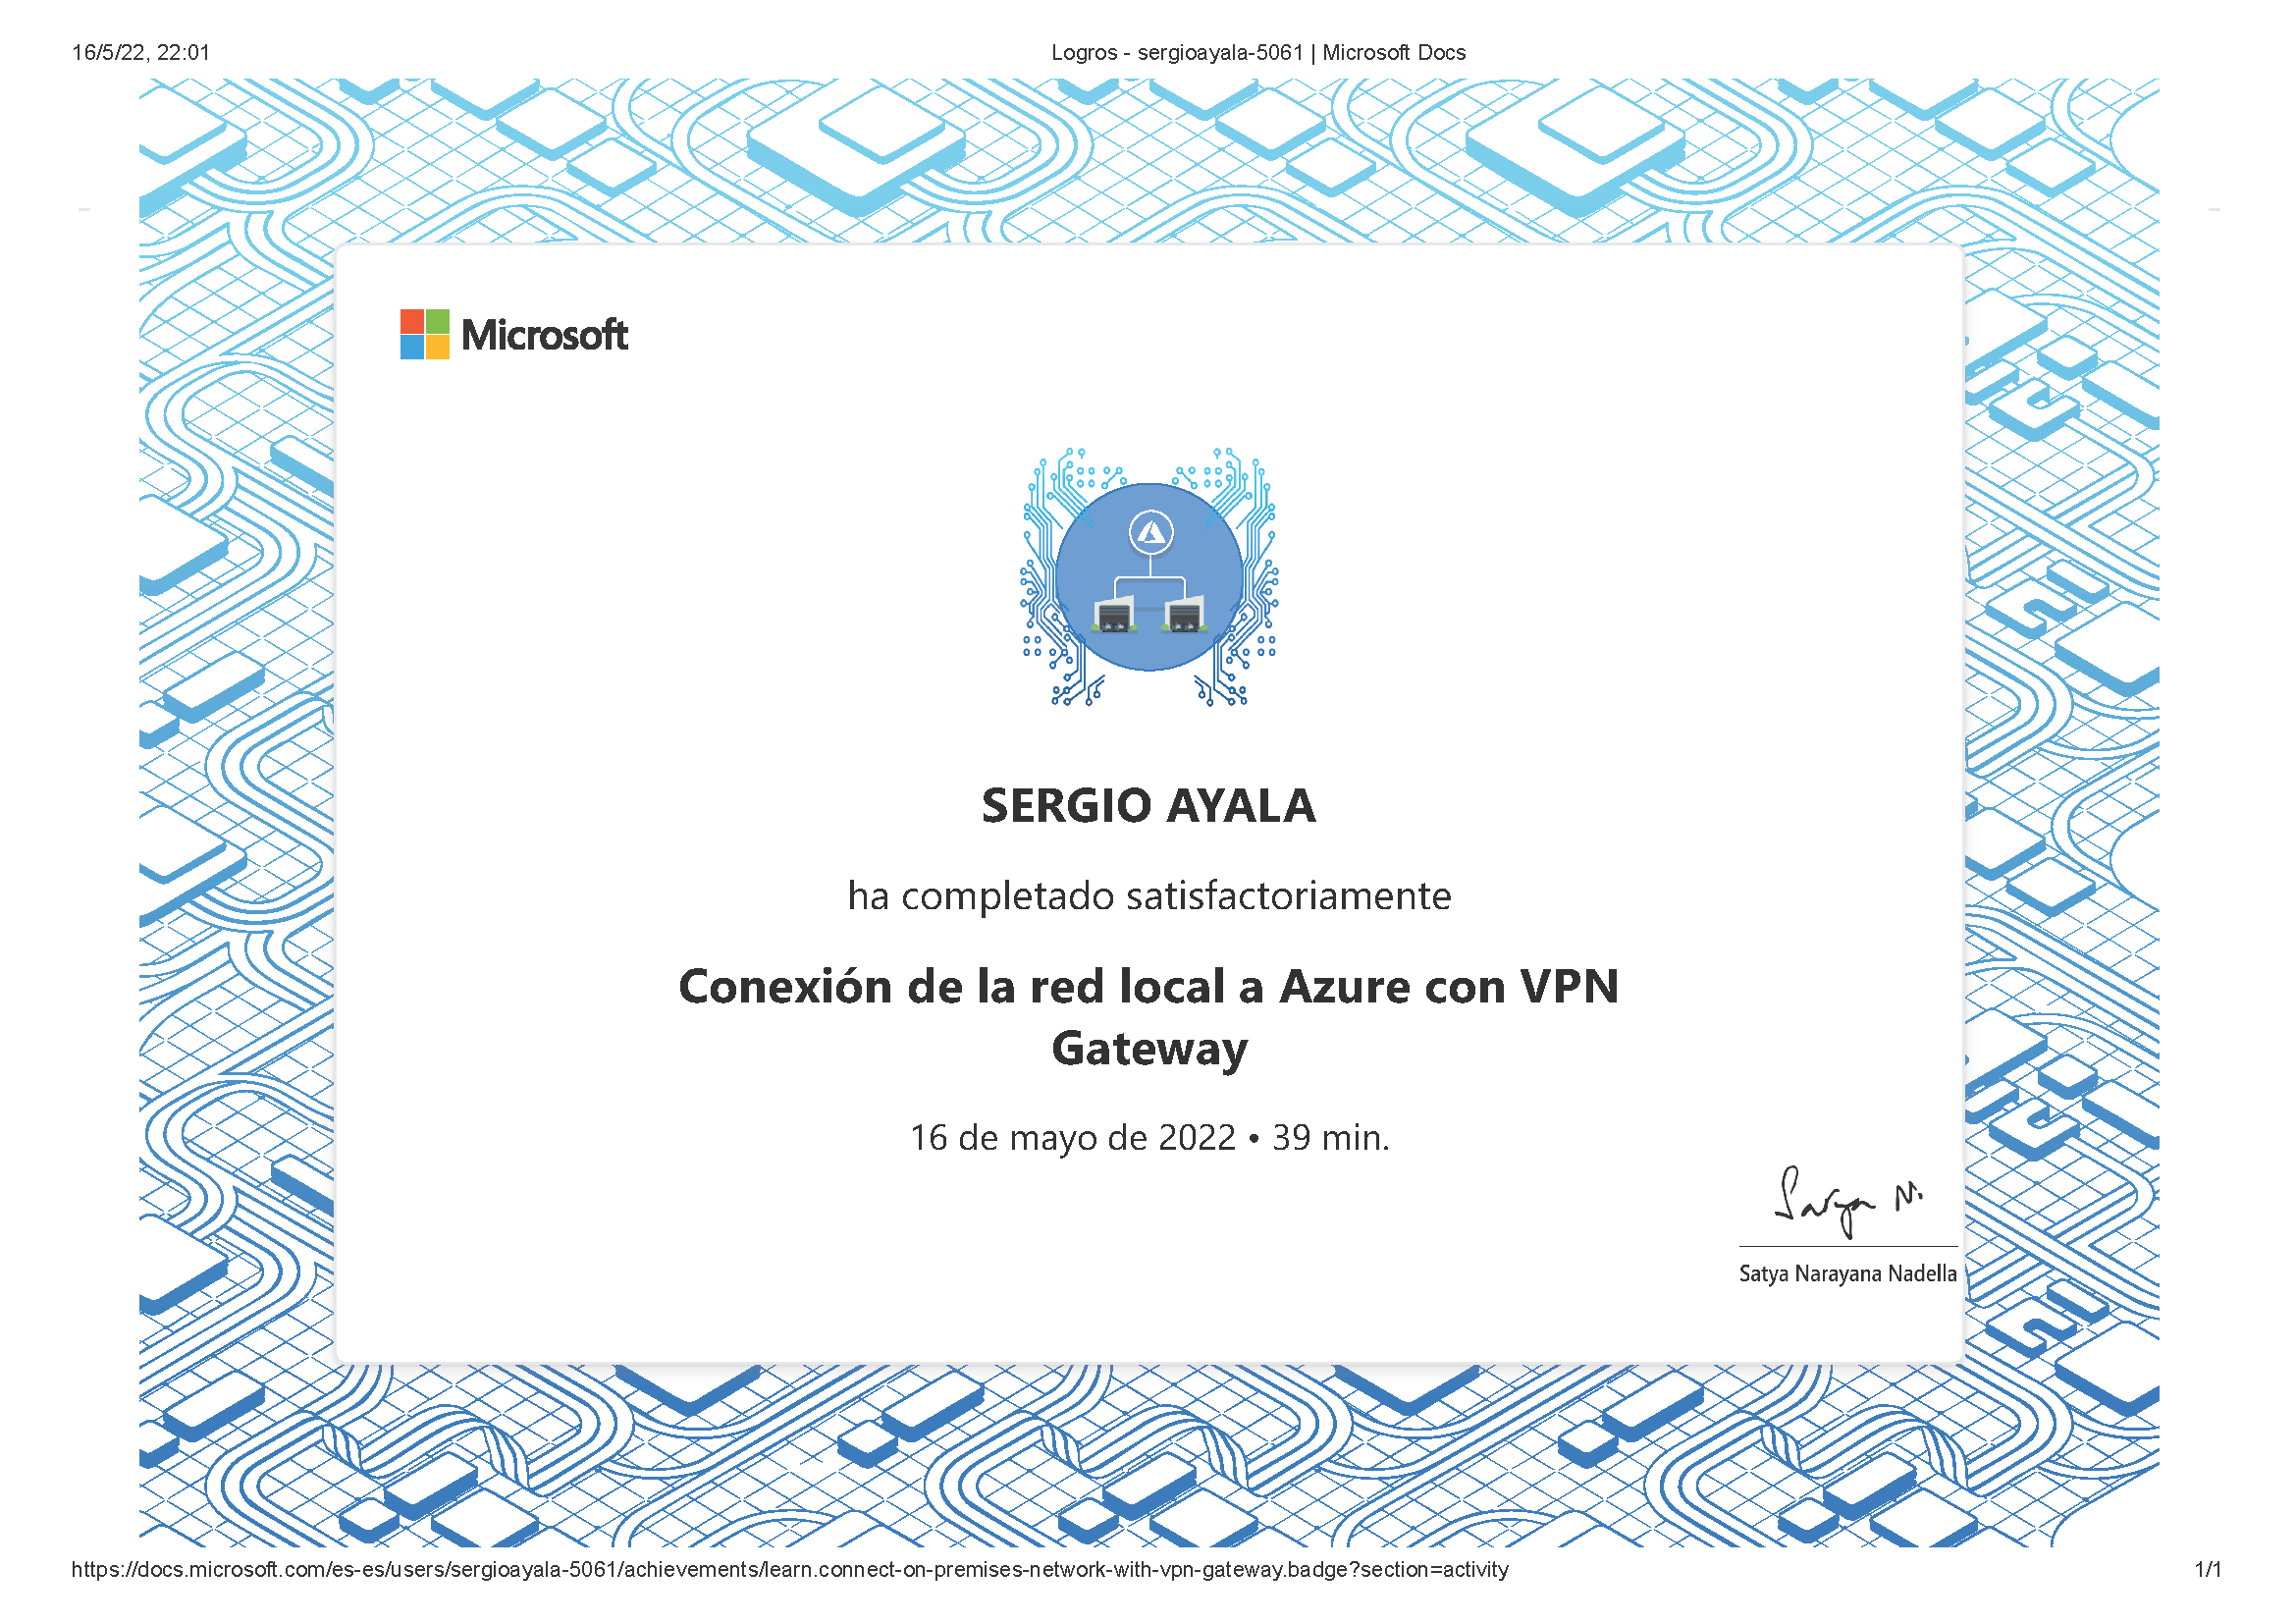 16/5/22, 22:01
Logros - sergioayala-5061 | Microsoft Docs
Microsoft
SERGIO AYALA
ha completado satisfactoriamente
Conexión de la red local a Azure con VPN
Gateway
16 de mayo de 2022 • 39 min.
Satya N.
Satya Narayana Nadella
https://docs.microsoft.com/es-es/users/sergioayala-5061/achievements/learn.connect-on-premises-network-with-vpn-gateway.badge?section=activity
1/1